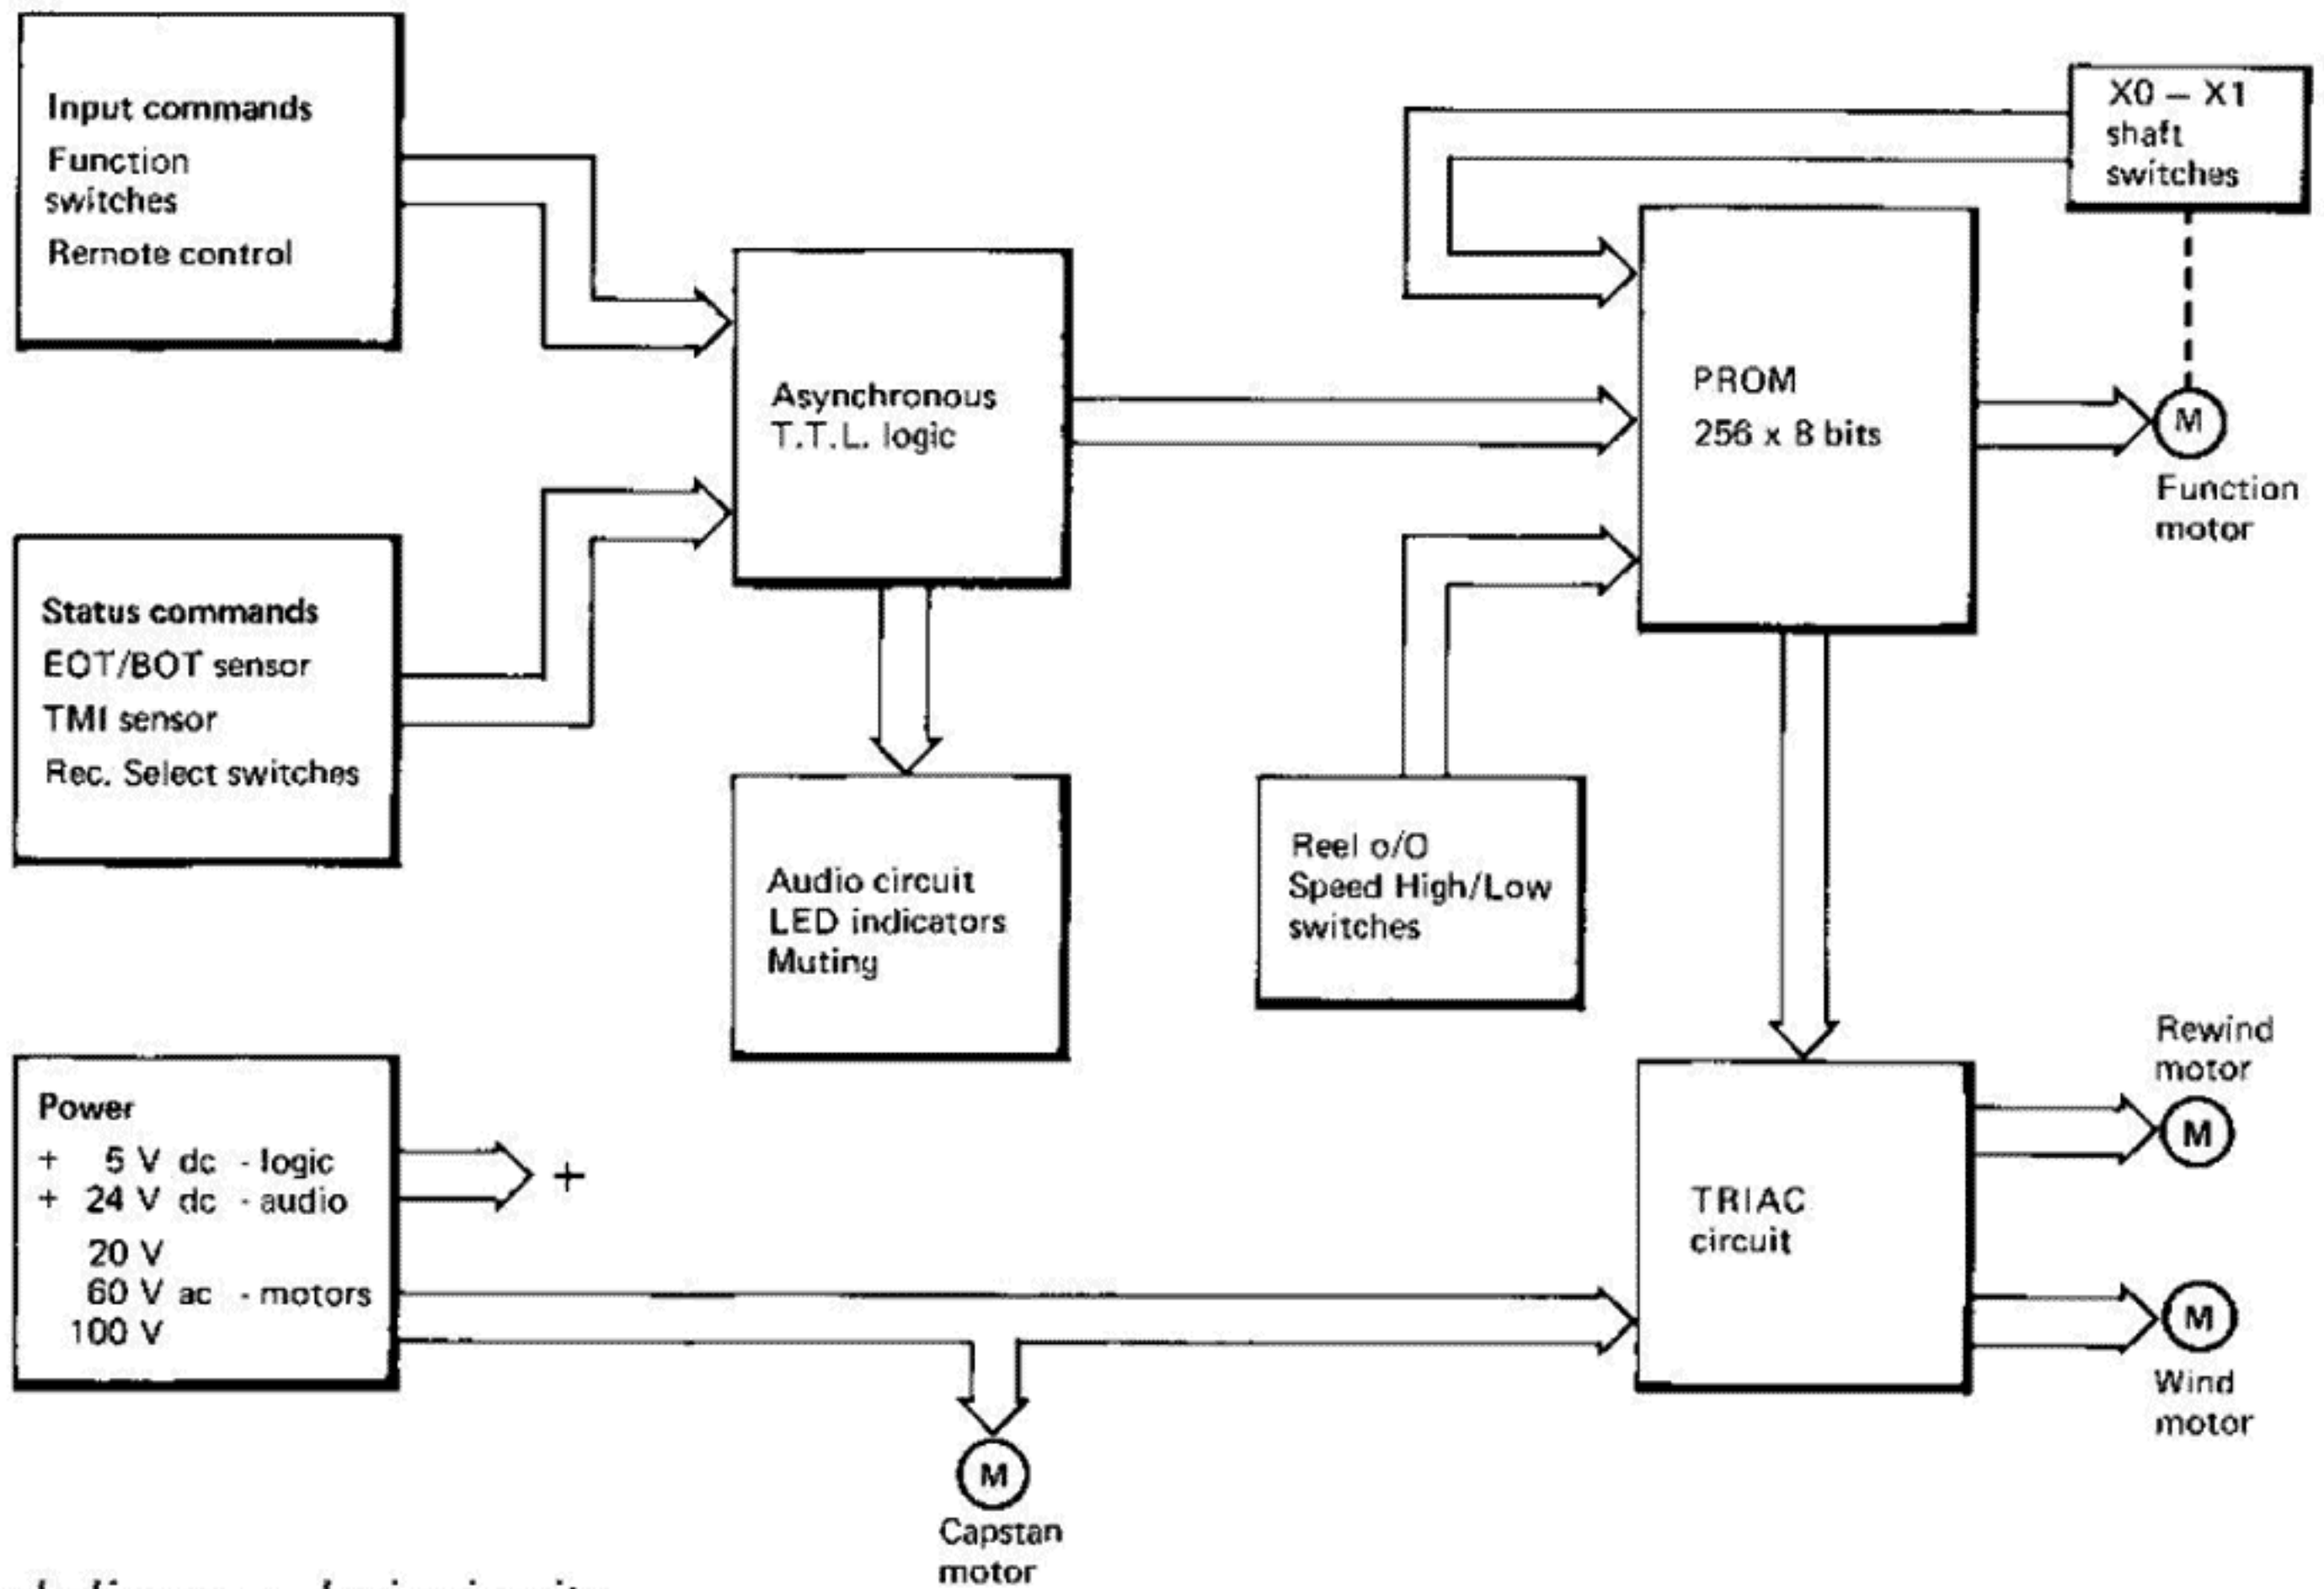 Input commands
Function
switches
Remote control
X0 – X1
shaft
switches
Asynchronous
T.T.L. logic
PROM
256 x 8 bits
M
Function
motor
Status commands
EOT/BOT sensor
TMI sensor
Rec. Select switches
Audio circuit
LED indicators
Muting
Reel o/O
Speed High/Low
switches
Power
+ 5 V dc - logic
+ 24 V dc - audio
20 V
60 V ac - motors
100 V
+
TRIAC
circuit
Rewind
motor
M
M
Wind
motor
M
Capstan
motor